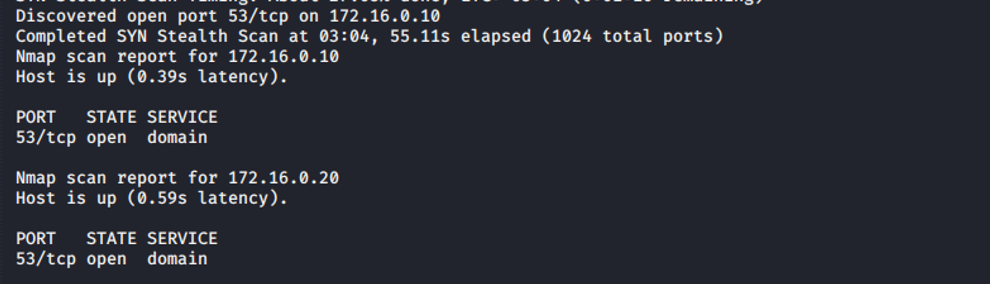 Discovered open port 53/tcp on 172.16.0.10
Completed SYN Stealth Scan at 03:04, 55.11s elapsed (1024 total ports)
Nmap scan report for 172.16.0.10
Host is up (0.39s latency).
PORT   STATE SERVICE
53/tcp open  domain
Nmap scan report for 172.16.0.20
Host is up (0.59s latency).
PORT   STATE SERVICE
53/tcp open  domain